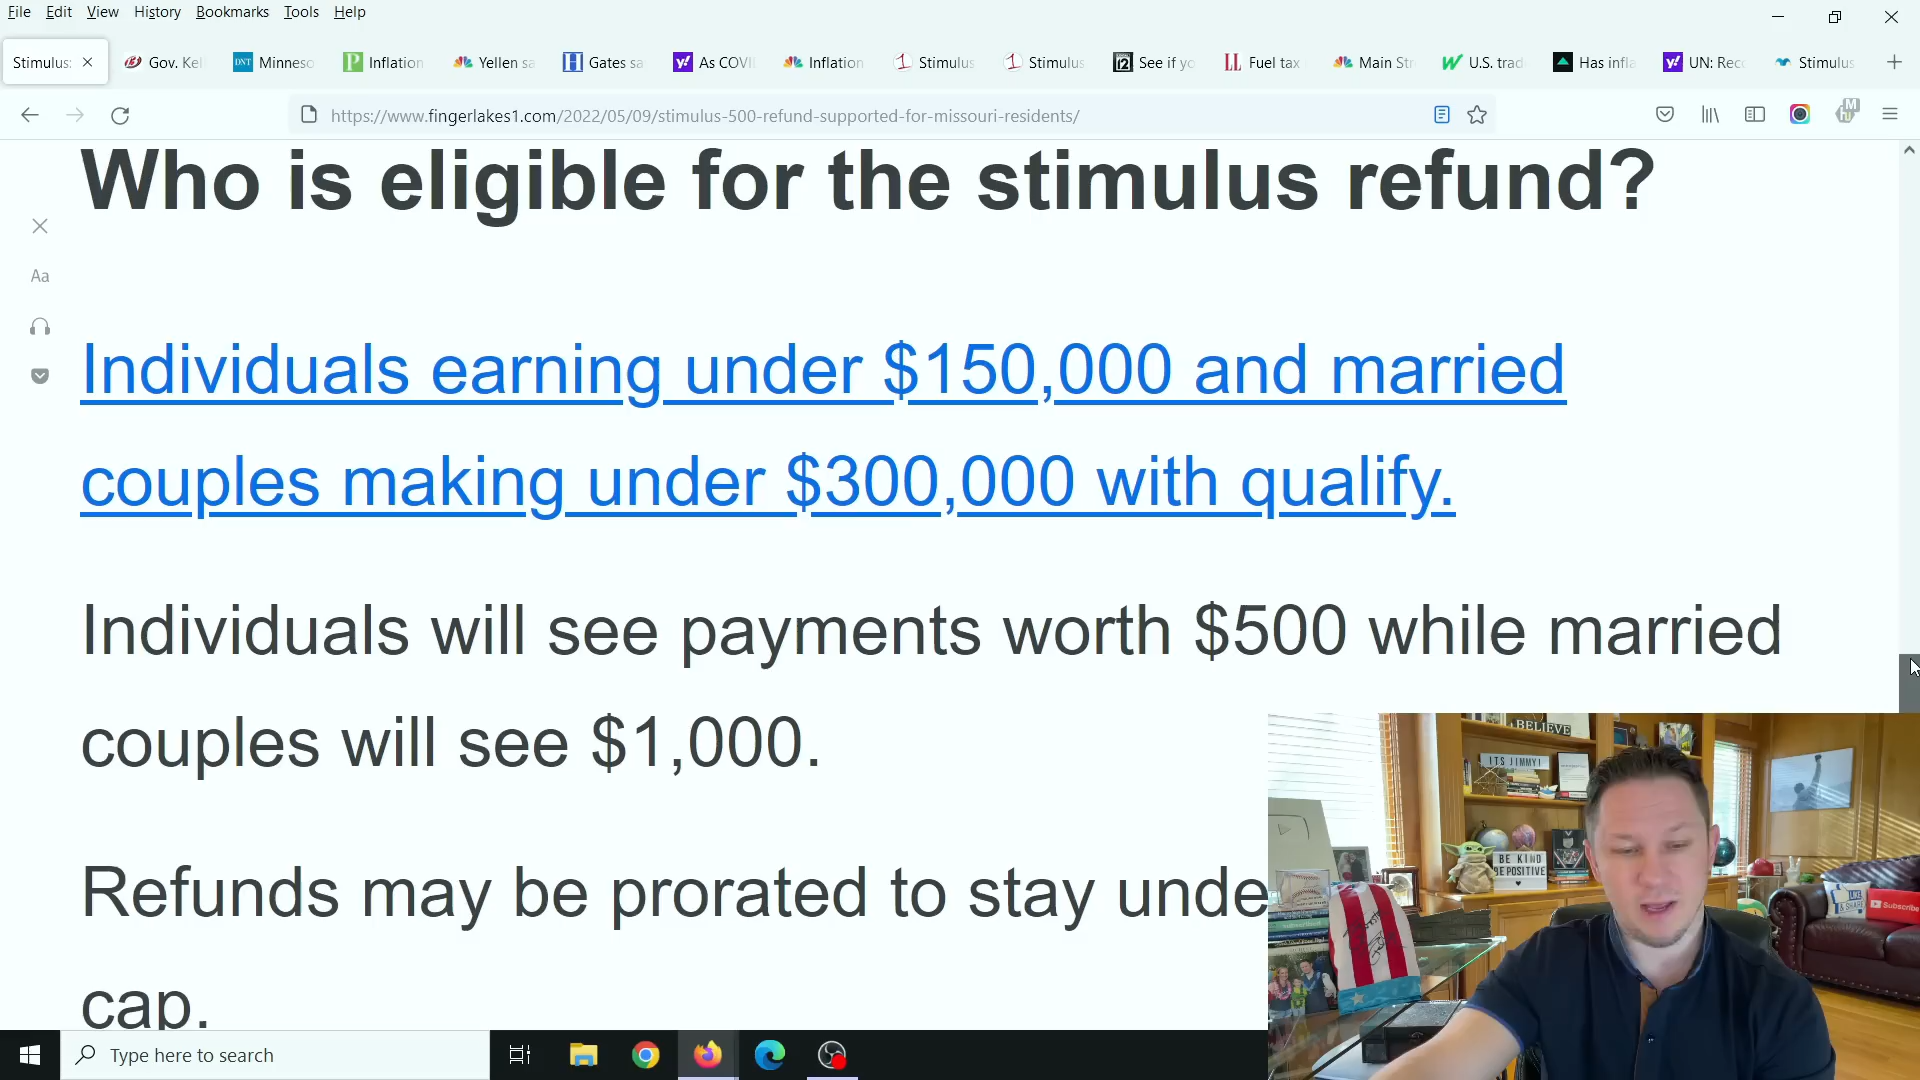 File Edit View History Bookmarks Tools Help
Stimulus: Gov. Kel Minneso Inflation Yellen sa Gates sa As COVI Inflation Stimulus Stimulus See if yo Fuel tax Main Str U.S. trad Has infla UN: Rec Stimulus
https://www.fingerlakes1.com/2022/05/09/stimulus-500-refund-supported-for-missouri-residents/
Who is eligible for the stimulus refund?
Aa
Individuals earning under $150,000 and married
couples making under $300,000 with qualify.
Individuals will see payments worth $500 while married
couples will see $1,000.
Refunds may be prorated to stay unde
cap.
BELIEVE
ITS JIMMY!
BE KIND
BE POSITIVE
LIKE
& SHARE
Subscribe
Type here to search